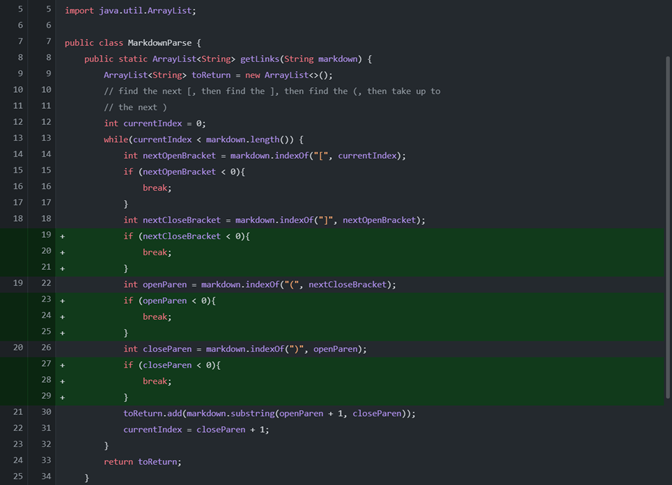 5 5 import java.util.ArrayList;
6 6
7 7 public class MarkdownParse {
8 8 public static ArrayList<String> getLinks(String markdown) {
9 9 ArrayList<String> toReturn = new ArrayList<>();
10 10 // find the next [, then find the ], then find the (, then take up to
11 11 // the next )
12 12 int currentIndex = 0;
13 13 while(currentIndex < markdown.length()) {
14 14 int nextOpenBracket = markdown.indexOf("[", currentIndex);
15 15 if (nextOpenBracket < 0){
16 16 break;
17 17 }
18 18 int nextCloseBracket = markdown.indexOf("]", nextOpenBracket);
19 + if (nextCloseBracket < 0){
20 + break;
21 + }
19 22 int openParen = markdown.indexOf("(", nextCloseBracket);
23 + if (openParen < 0){
24 + break;
25 + }
20 26 int closeParen = markdown.indexOf(")", openParen);
27 + if (closeParen < 0){
28 + break;
29 + }
21 30 toReturn.add(markdown.substring(openParen + 1, closeParen));
22 31 currentIndex = closeParen + 1;
23 32 }
24 33 return toReturn;
25 34 }